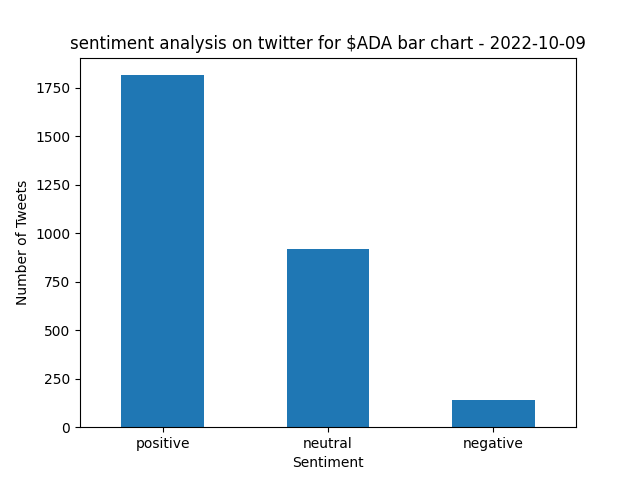 sentiment analysis on twitter for $ADA bar chart - 2022-10-09
Number of Tweets
1750
1500
1250
1000
750
500
250
0
positive neutral negative
Sentiment